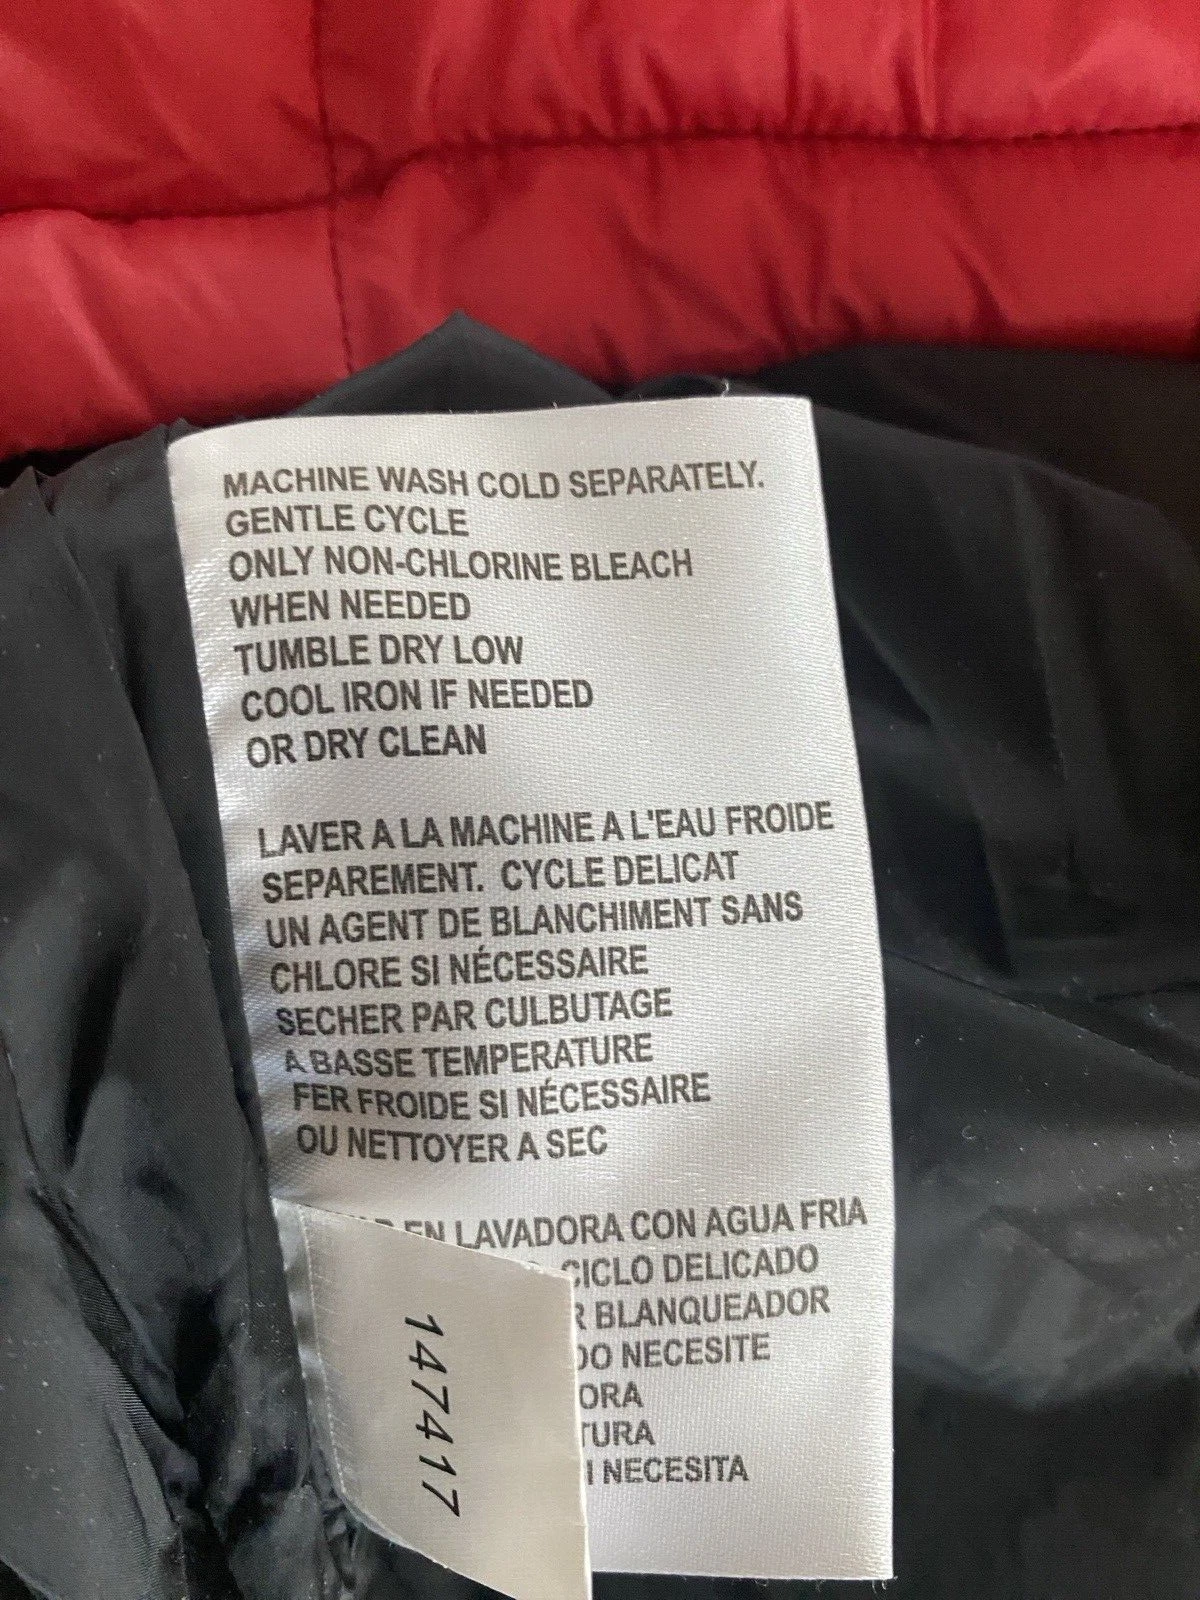 MACHINE WASH COLD SEPARATELY.
GENTLE CYCLE
ONLY NON-CHLORINE BLEACH
WHEN NEEDED
TUMBLE DRY LOW
COOL IRON IF NEEDED
OR DRY CLEAN
LAVER A LA MACHINE A L'EAU FROIDE
SEPAREMENT. CYCLE DELICAT
UN AGENT DE BLANCHIMENT SANS
CHLORE SI NÉCESSAIRE
SECHER PAR CULBUTAGE
A BASSE TEMPERATURE
FER FROIDE SI NÉCESSAIRE
OU NETTOYER A SEC
EN LAVADORA CON AGUA FRIA
CICLO DELICADO
BLANQUEADOR
NECESITE
NECESITA
147417